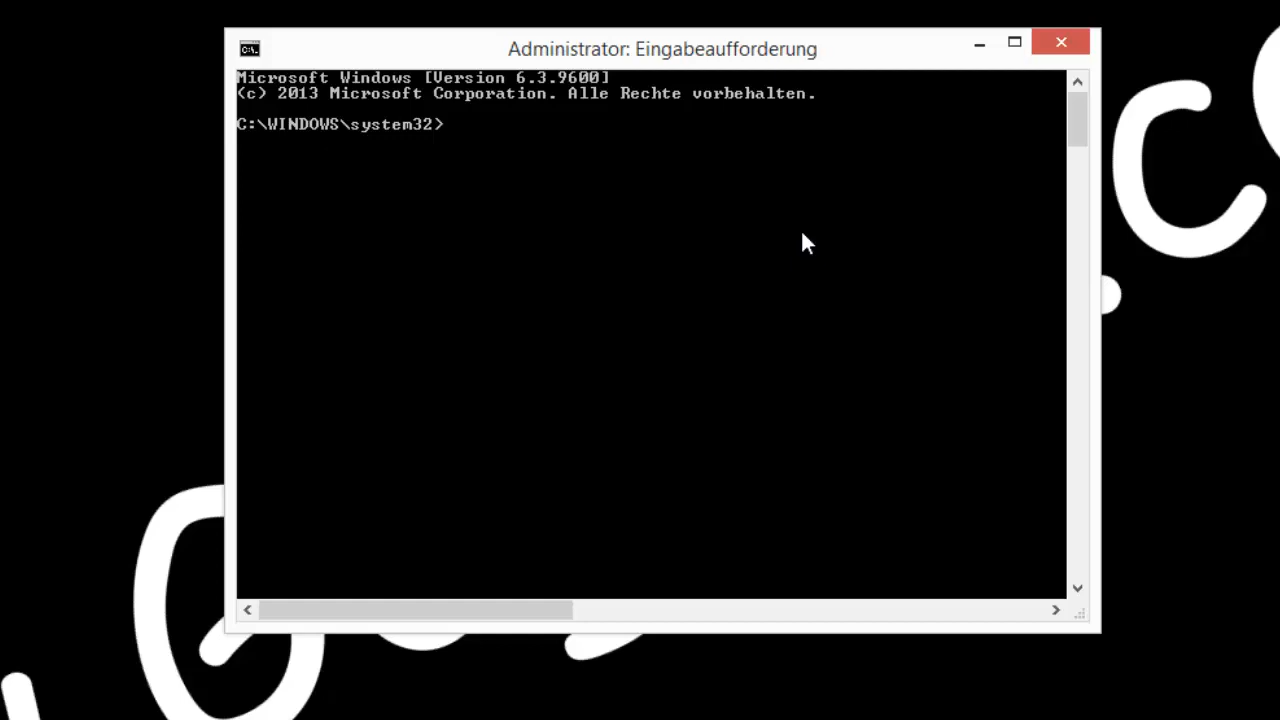 Administrator: Eingabeaufforderung
Microsoft Windows [Version 6.3.9600]
(c) 2013 Microsoft Corporation. Alle Rechte vorbehalten.
C:\WINDOWS\system32>